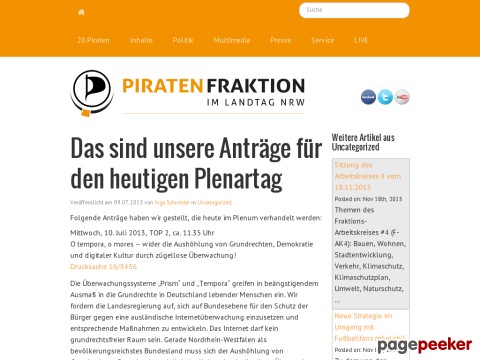 Suche
20 Piraten Inhalte Politik Multimedia Presse Service LIVE
PIRATENFRAKTION
IM LANDTAG NRW
Das sind unsere Anträge für
den heutigen Plenartag
Veröffentlicht am 09.07.2013 von Ingo Schneider in Uncategorized.
Folgende Anträge haben wir gestellt, die heute im Plenum verhandelt werden:
Mittwoch, 10. Juli 2013, TOP 2, ca. 11.35 Uhr
O tempora, o mores – wider die Aushöhlung von Grundrechten, Demokratie
und digitaler Kultur durch zügellose Überwachung!
Drucksache 16/3436
Die Überwachungssysteme „Prism“ und „Tempora“ greifen in beängstigendem
Ausmaß in die Grundrechte in Deutschland lebender Menschen ein. Wir
fordern die Landesregierung auf, sich auf Bundesebene für den Schutz der
Bürger gegen eine ausländische Internetüberwachung einzusetzen und
entsprechende Maßnahmen zu entwickeln. Das Internet darf kein
grundrechtsfreier Raum sein. Gerade Nordrhein-Westfalen als
bevölkerungsreichstes Bundesland muss sich der Aushöhlung von
Weitere Artikel aus
Uncategorized
Sitzung des
Arbeitskreises 4 vom
18.11.2013
Posted on: Nov 18th, 2013
Themen des
Fraktions-
Arbeitskreises #4 (F-
AK4): Bauen, Wohnen,
Stadtentwicklung,
Verkehr, Klimaschutz,
Klimaschutzplan,
Umwelt, Naturschutz,
...
Neue Strategie im
Umgang mit
Fußballfans möglich?
Posted on: Nov
pagepeeker